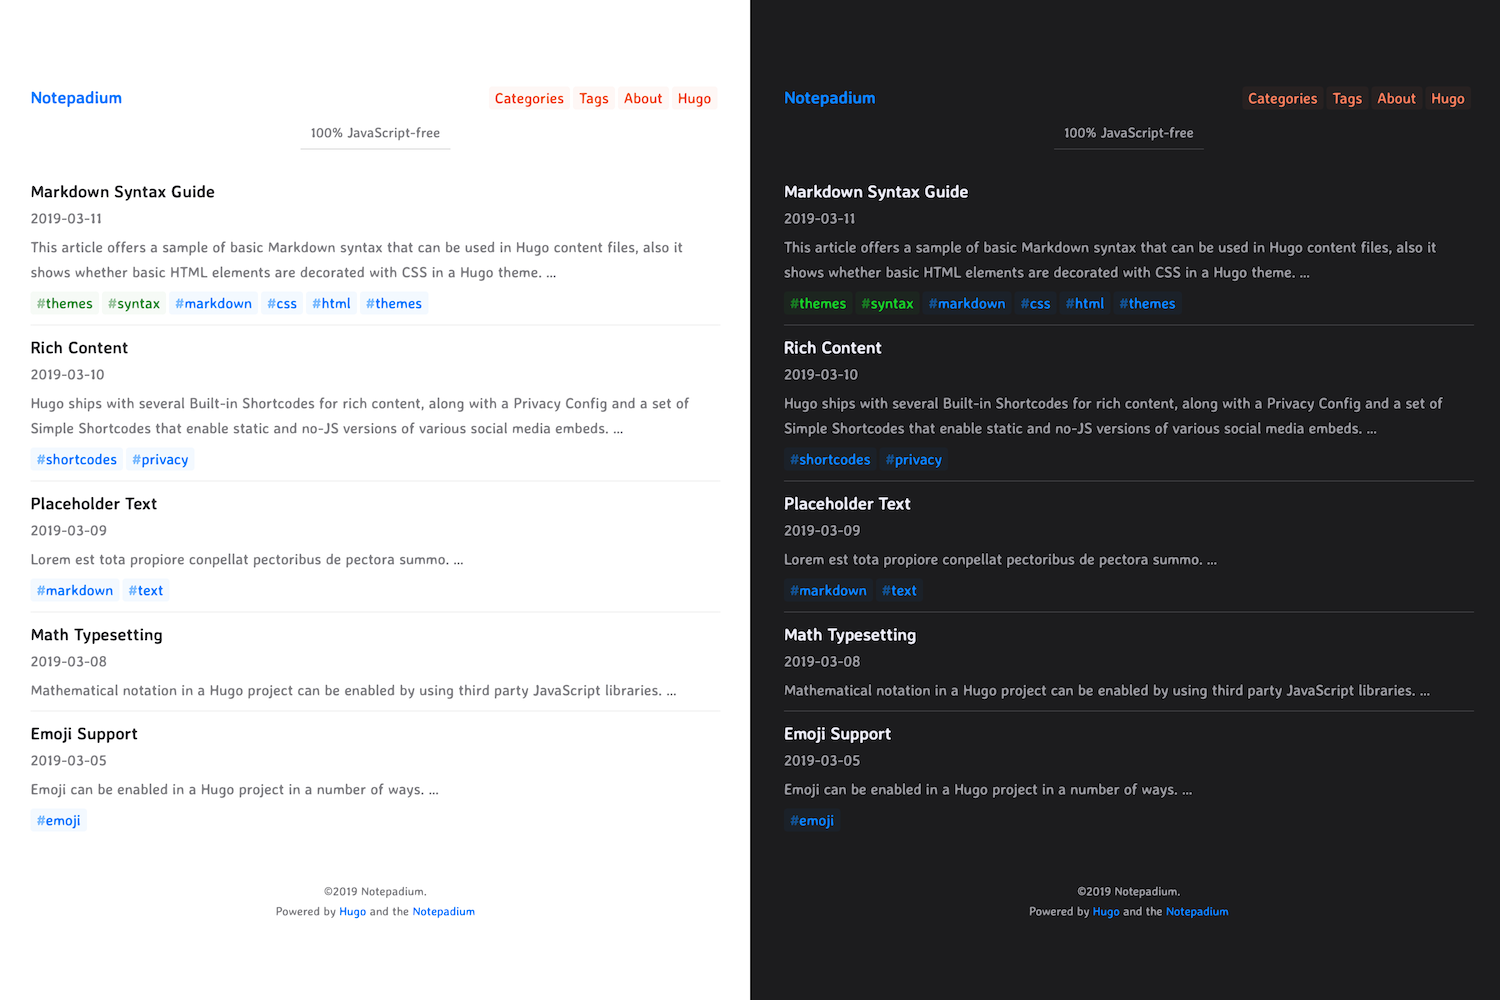 Notepadium
Categories Tags About Hugo
100% JavaScript-free
Markdown Syntax Guide
2019-03-11
This article offers a sample of basic Markdown syntax that can be used in Hugo content files, also it
shows whether basic HTML elements are decorated with CSS in a Hugo theme. ...
#themes #syntax #markdown #css #html #themes
Rich Content
2019-03-10
Hugo ships with several Built-in Shortcodes for rich content, along with a Privacy Config and a set of
Simple Shortcodes that enable static and no-JS versions of various social media embeds. ...
#shortcodes #privacy
Placeholder Text
2019-03-09
Lorem est tota propiore conpellat pectoribus de pectora summo. ...
#markdown #text
Math Typesetting
2019-03-08
Mathematical notation in a Hugo project can be enabled by using third party JavaScript libraries. ...
Emoji Support
2019-03-05
Emoji can be enabled in a Hugo project in a number of ways. ...
#emoji
©2019 Notepadium.
Powered by Hugo and the Notepadium
Notepadium
Categories Tags About Hugo
100% JavaScript-free
Markdown Syntax Guide
2019-03-11
This article offers a sample of basic Markdown syntax that can be used in Hugo content files, also it
shows whether basic HTML elements are decorated with CSS in a Hugo theme. ...
#themes #syntax #markdown #css #html #themes
Rich Content
2019-03-10
Hugo ships with several Built-in Shortcodes for rich content, along with a Privacy Config and a set of
Simple Shortcodes that enable static and no-JS versions of various social media embeds. ...
#shortcodes #privacy
Placeholder Text
2019-03-09
Lorem est tota propiore conpellat pectoribus de pectora summo. ...
#markdown #text
Math Typesetting
2019-03-08
Mathematical notation in a Hugo project can be enabled by using third party JavaScript libraries. ...
Emoji Support
2019-03-05
Emoji can be enabled in a Hugo project in a number of ways. ...
#emoji
©2019 Notepadium.
Powered by Hugo and the Notepadium